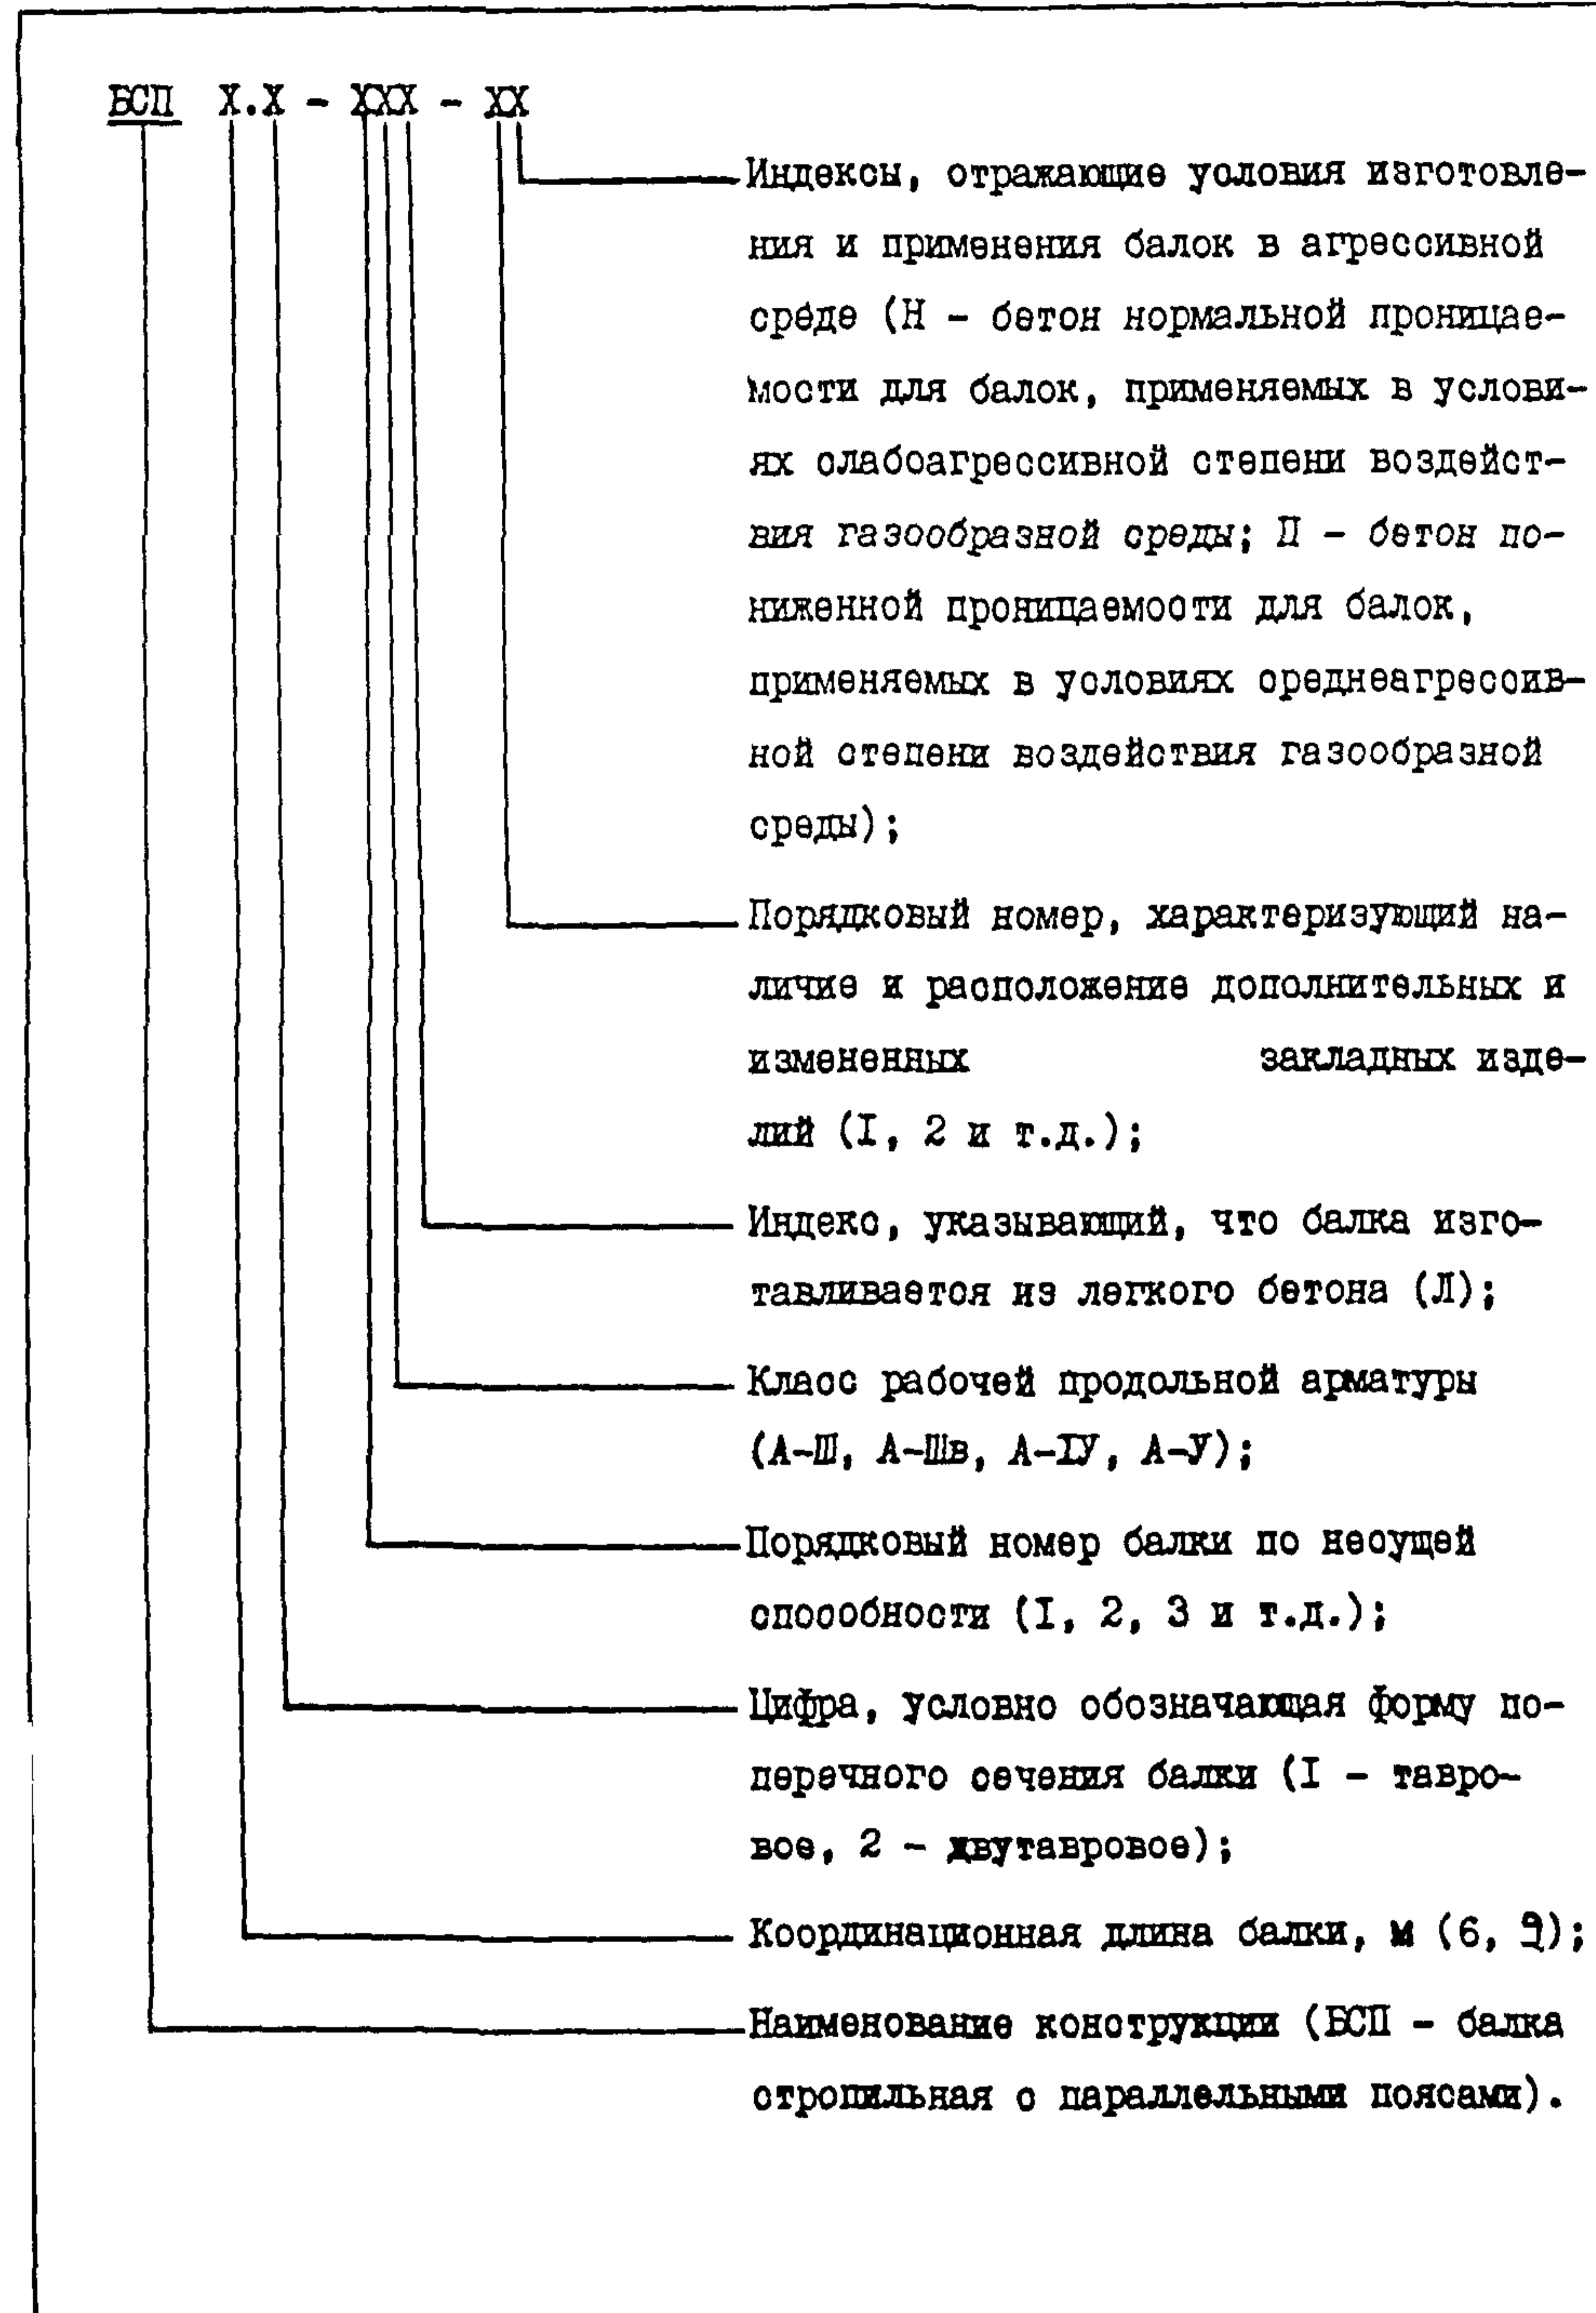 БСП X.X - XXX - XX
Индексы, отражающие условия изготовле-
ния и применения балок в агрессивной
среде (Н - бетон нормальной проницае-
мости для балок, применяемых в услови-
ях слабоагрессивной степени воздейст-
вия газообразной среды; П - бетон по-
ниженной проницаемости для балок,
применяемых в условиях среднеагрессив-
ной степени воздействия газообразной
среды);
Порядковый номер, характеризующий на-
личие и расположение дополнительных и
измененных закладных изде-
лий (I, 2 и т.д.);
Индекс, указывающий, что балка изго-
тавливается из легкого бетона (Л);
Класс рабочей продольной арматуры
(А-Ш, А-Шв, А-IУ, А-У);
Порядковый номер балки по несущей
способности (I, 2, 3 и т.д.);
Цифра, условно обозначающая форму по-
перечного сечения балки (I - тавро-
вое, 2 - двутавровое);
Координационная длина балки, м (6, 9);
Наименование конструкции (БСП - балка
стропильная с параллельными поясами).